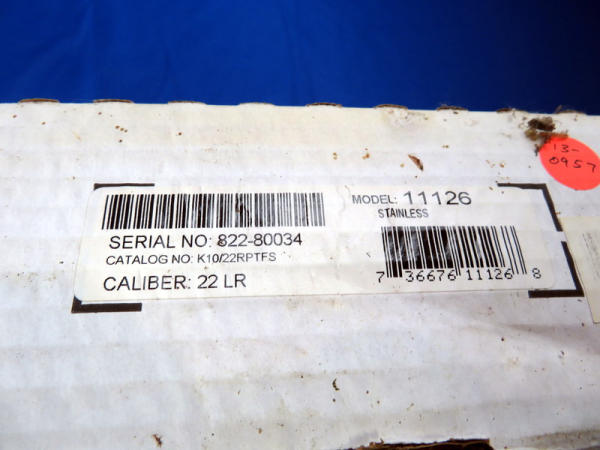 13-
0957
MODEL: 11126
STAINLESS
SERIAL NO: 822-80034
CATALOG NO: K10/22RPTFS
CALIBER: 22 LR
7 36676 11126 8